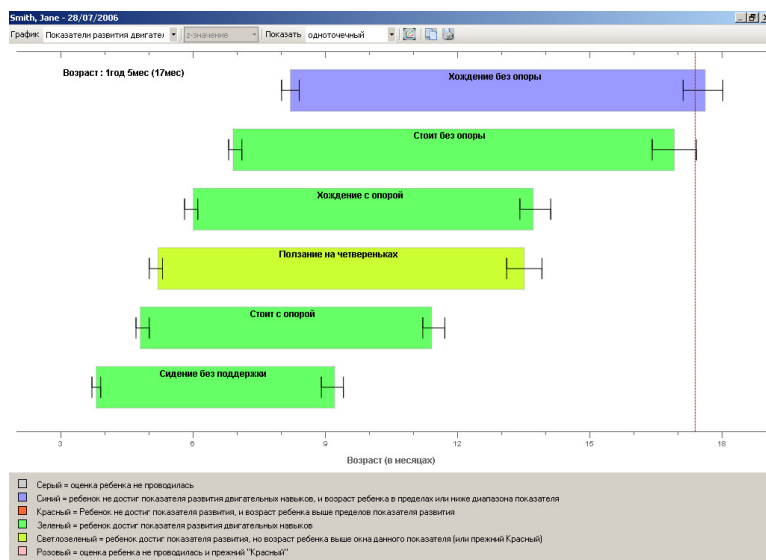 Smith, Jane - 28/07/2006
График Показатели развития двигател z-значение Показать одноточечный
Возраст : 1год 5мес (17мес)
Хождение без опоры
Стоит без опоры
Хождение с опорой
Ползание на четвереньках
Стоит с опорой
Сидение без поддержки
3 6 9 12 15 18
Возраст (в месяцах)
Серый = оценка ребенка не проводилась
Синий = ребенок не достиг показателя развития двигательных навыков, и возраст ребенка в пределах или ниже диапазона показателя
Красный = Ребенок не достиг показателя развития, и возраст ребенка выше пределов показателя развития
Зеленый = ребенок достиг показателя развития двигательных навыков
Светлозеленый = ребенок достиг показателя развития, но возраст ребенка выше окна данного показателя (или прежний Красный)
Розовый = оценка ребенка не проводилась и прежний "Красный"